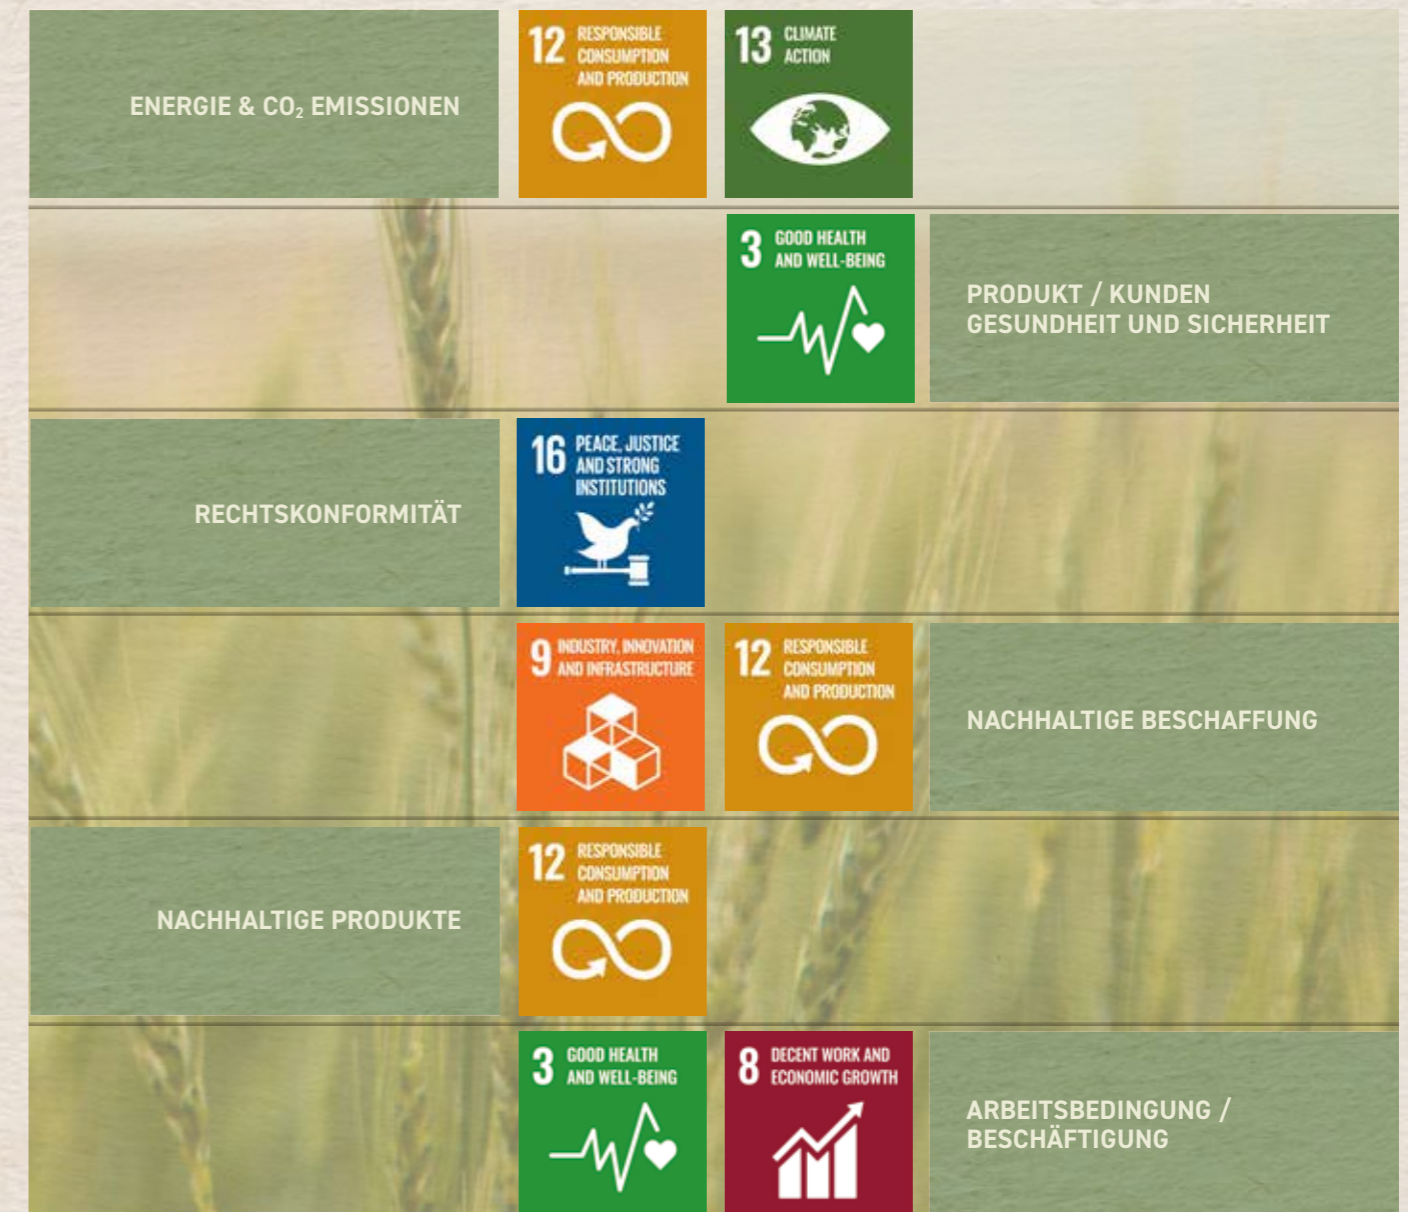 ENERGIE & CO₂ EMISSIONEN
12 RESPONSIBLE
CONSUMPTION
AND PRODUCTION
13 CLIMATE
ACTION
3 GOOD HEALTH
AND WELL-BEING
PRODUKT / KUNDEN
GESUNDHEIT UND SICHERHEIT
RECHTSKONFORMITÄT
16 PEACE, JUSTICE
AND STRONG
INSTITUTIONS
9 INDUSTRY, INNOVATION
AND INFRASTRUCTURE
12 RESPONSIBLE
CONSUMPTION
AND PRODUCTION
NACHHALTIGE BESCHAFFUNG
NACHHALTIGE PRODUKTE
12 RESPONSIBLE
CONSUMPTION
AND PRODUCTION
3 GOOD HEALTH
AND WELL-BEING
8 DECENT WORK AND
ECONOMIC GROWTH
ARBEITSBEDINGUNG /
BESCHÄFTIGUNG